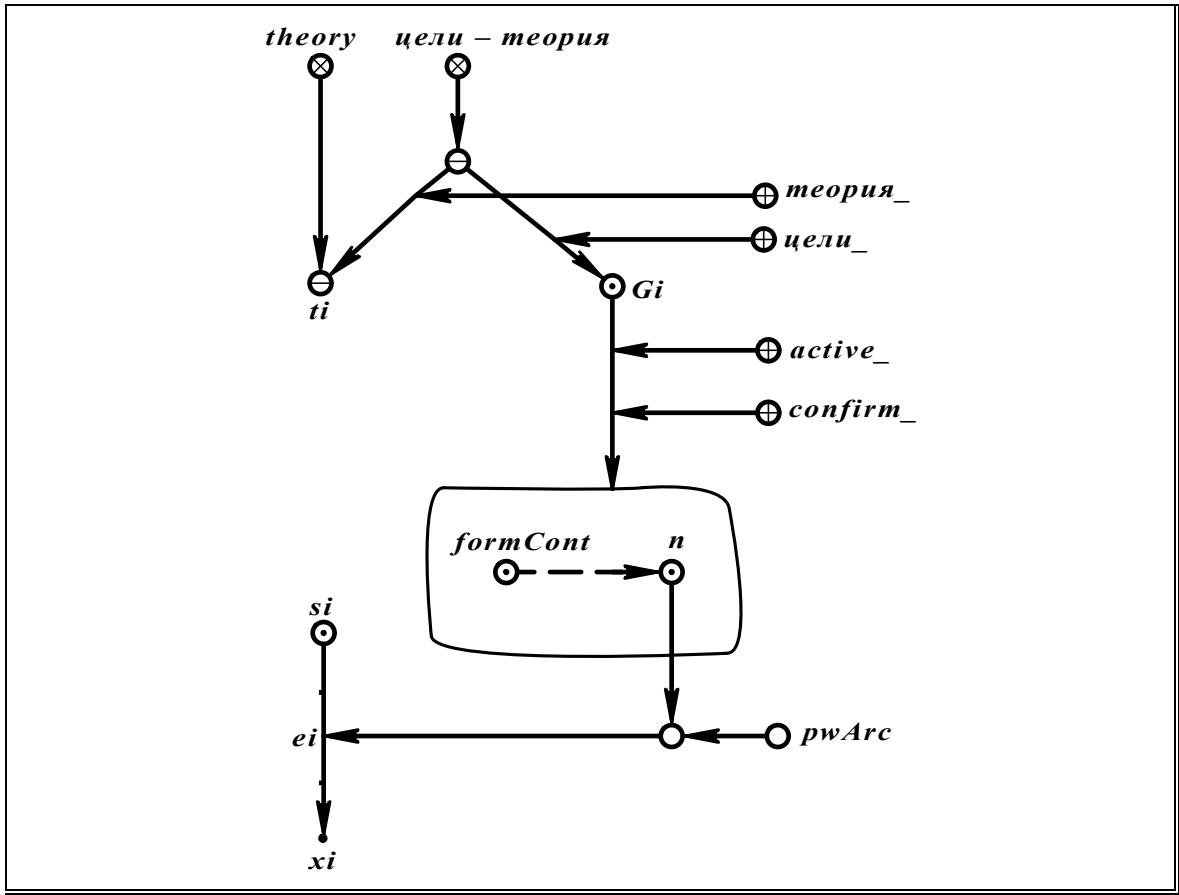 theory цели – теория
теория_
цели_
Gi
ti
active_
confirm_
formCont n
si
ei
pwArc
xi